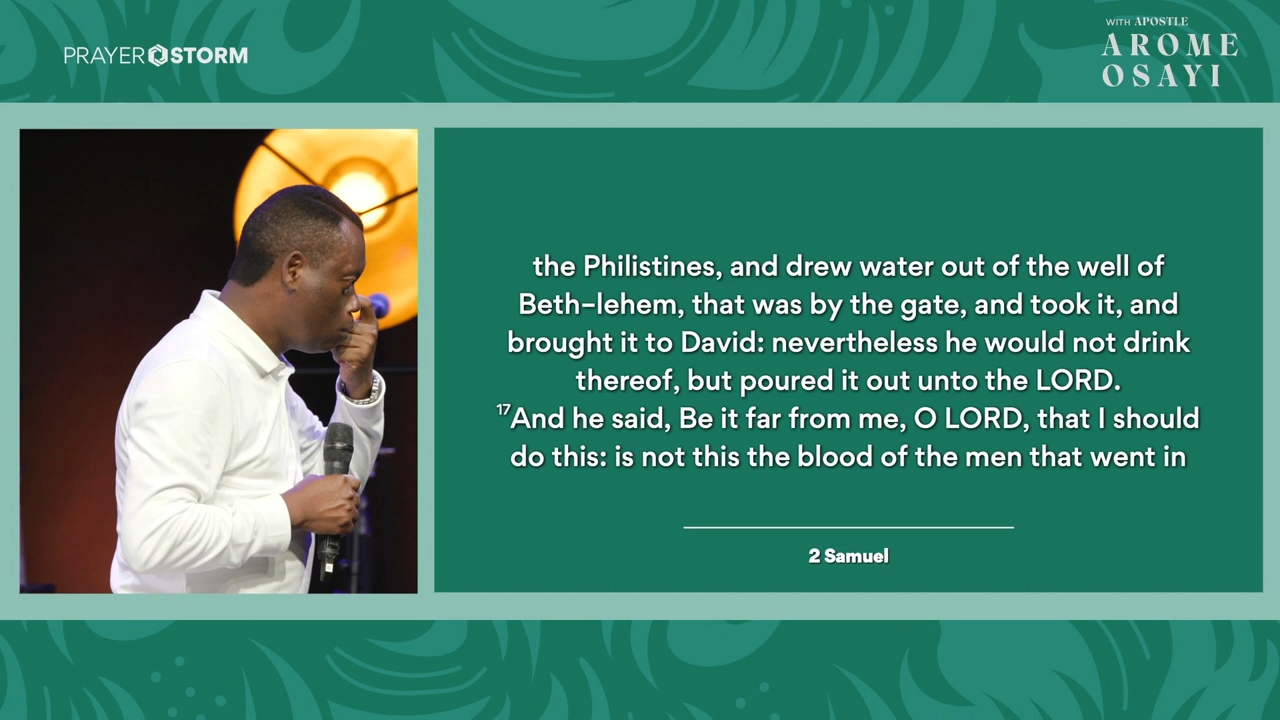 PRAYER STORM
WITH APOSTLE
AROME
OSAYI
the Philistines, and drew water out of the well of
Beth-lehem, that was by the gate, and took it, and
brought it to David: nevertheless he would not drink
thereof, but poured it out unto the LORD.
17And he said, Be it far from me, O LORD, that I should
do this: is not this the blood of the men that went in
2 Samuel